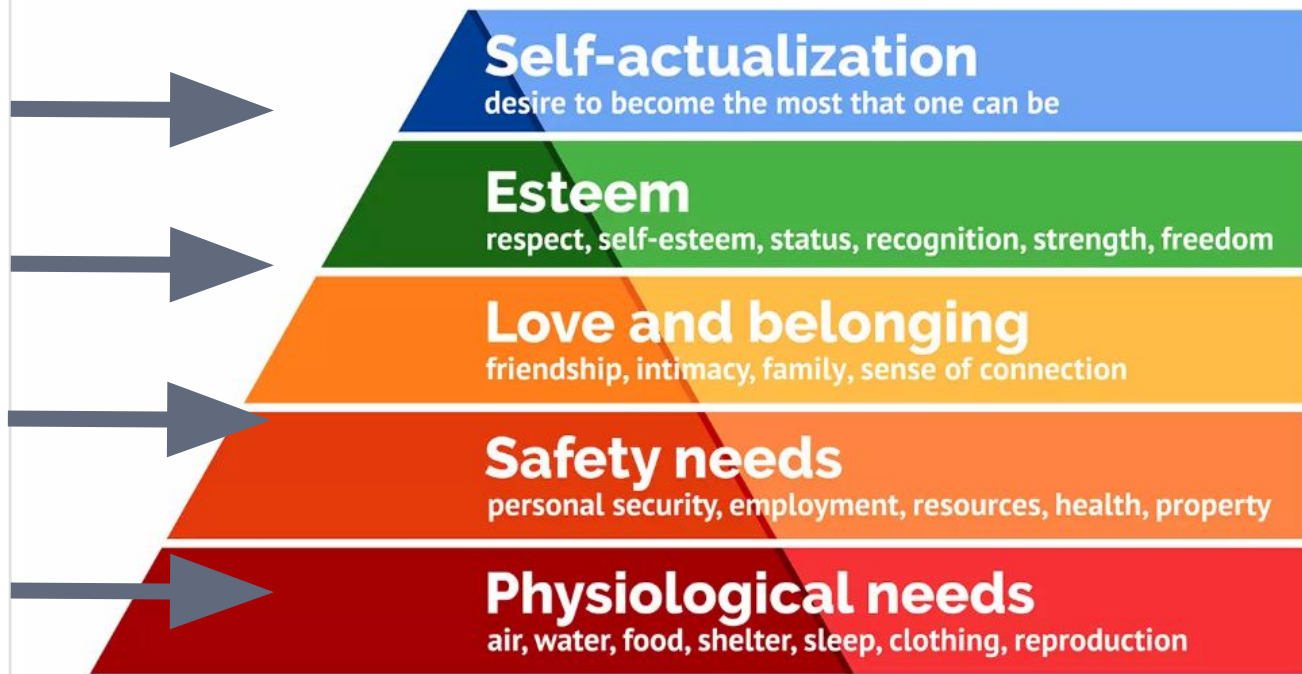 Self-actualization
desire to become the most that one can be
Esteem
respect, self-esteem, status, recognition, strength, freedom
Love and belonging
friendship, intimacy, family, sense of connection
Safety needs
personal security, employment, resources, health, property
Physiological needs
air, water, food, shelter, sleep, clothing, reproduction